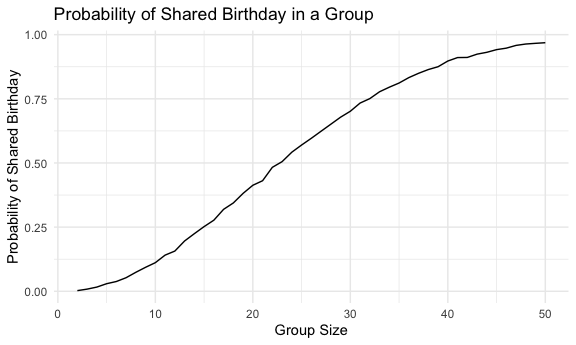 Probability of Shared Birthday in a Group
Probability of Shared Birthday
1.00
0.75
0.50
0.25
0.00
0 10 20 30 40 50
Group Size